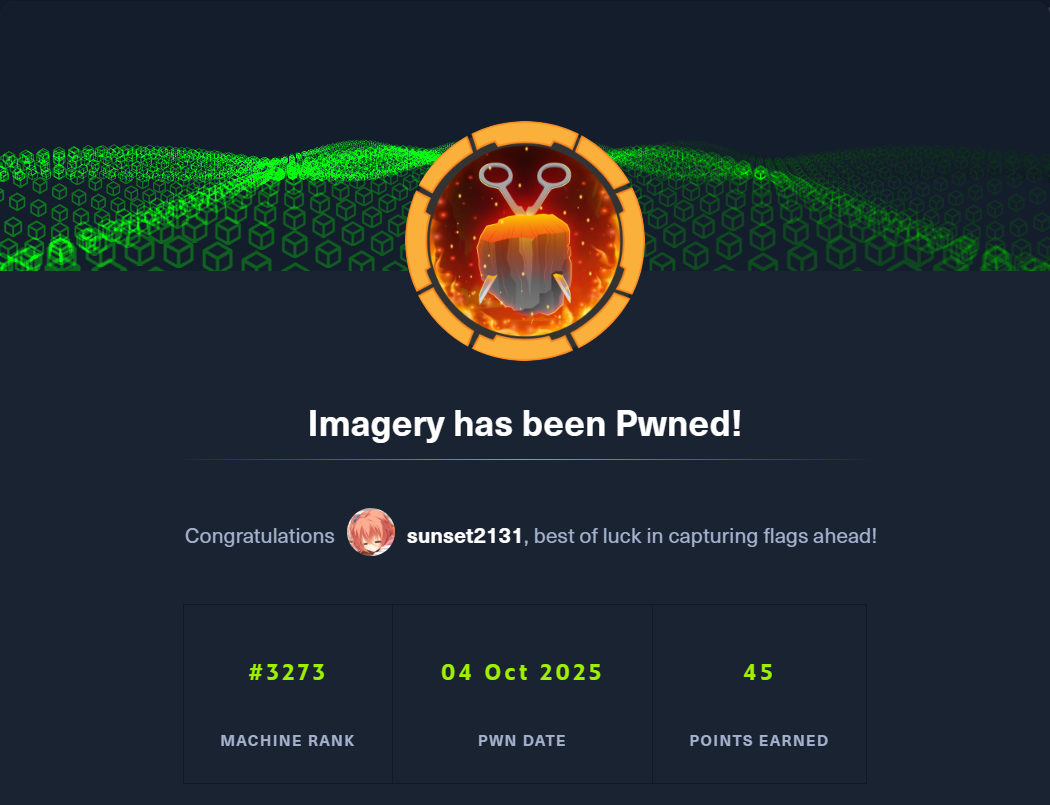 Imagery has been Pwned!
Congratulations sunset2131, best of luck in capturing flags ahead!
#3273 04 Oct 2025 45
MACHINE RANK PWN DATE POINTS EARNED